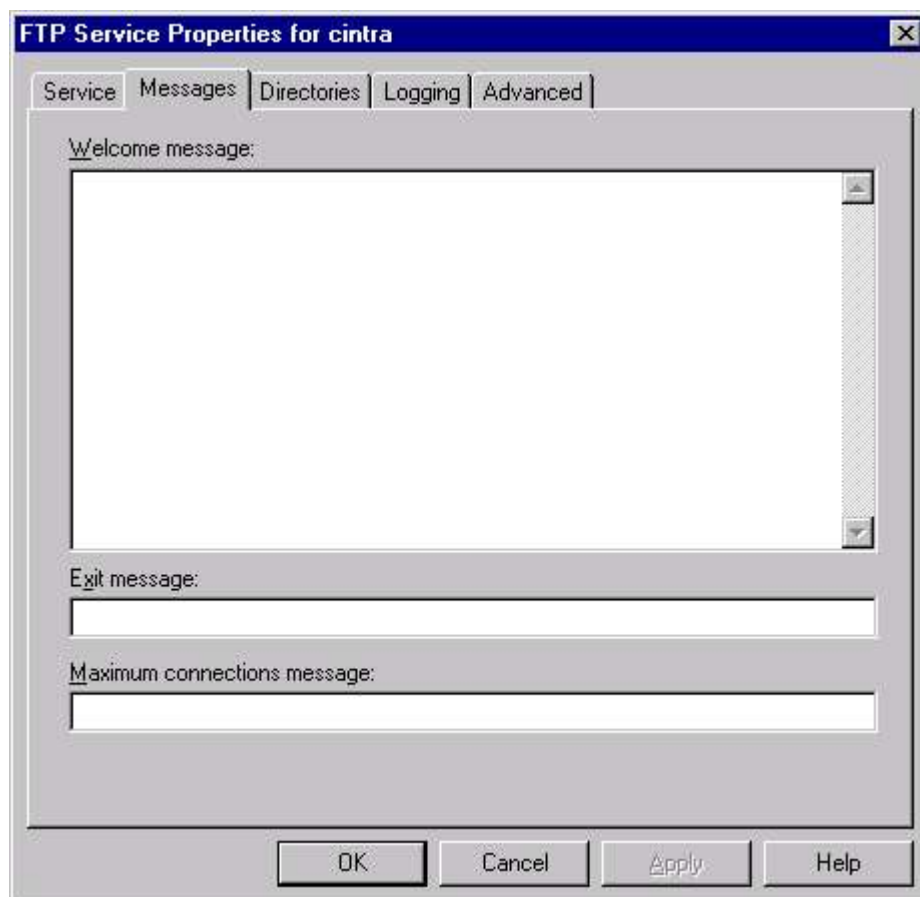 FTP Service Properties for cintra
Service Messages Directories Logging Advanced
Welcome message:
Exit message:
Maximum connections message:
OK Cancel Apply Help